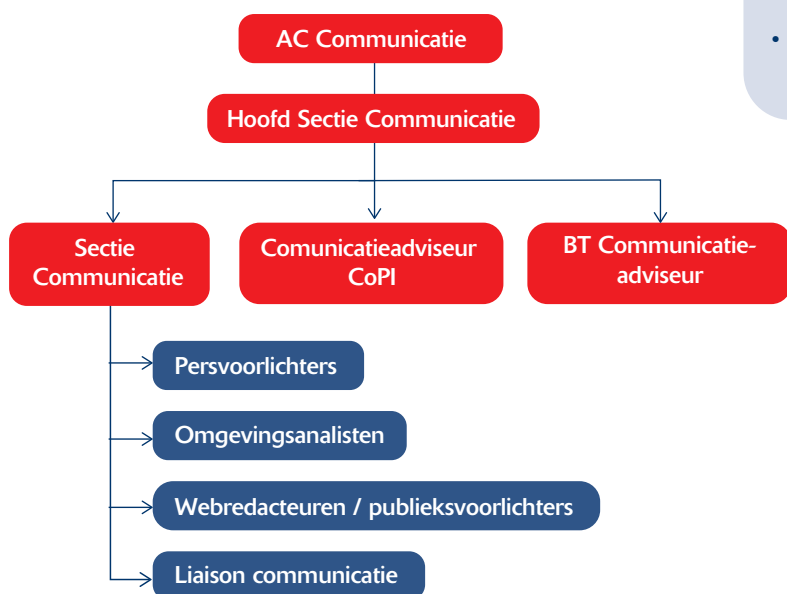 AC Communicatie
Hoofd Sectie Communicatie
Sectie
Communicatie
Comunicatieadviseur
CoPI
BT Communicatie-
adviseur
Persvoorlichters
Omgevingsanalisten
Webredacteuren / publieksvoorlichters
Liaison communicatie